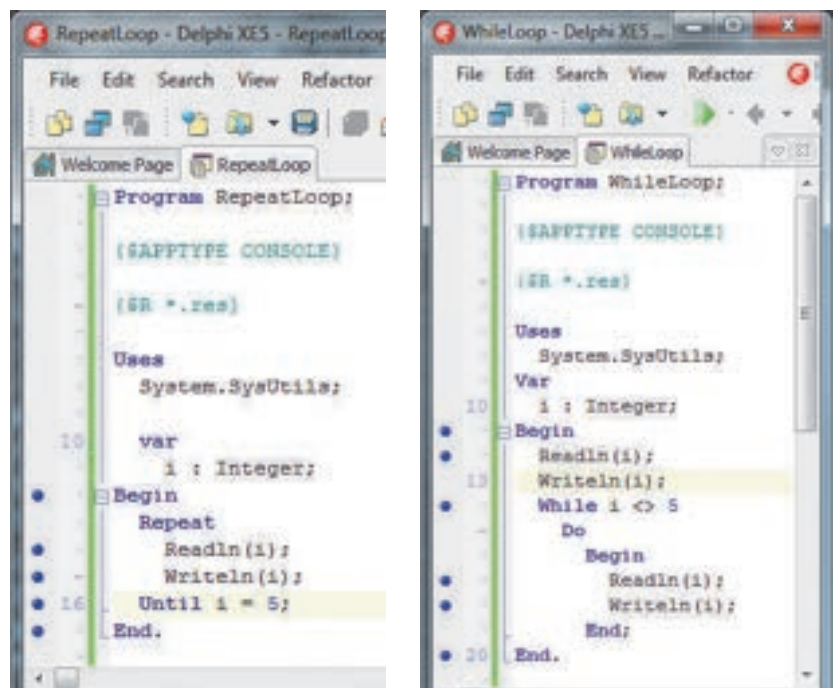 RepeatLoop - Delphi XE5 - RepeatLoop
File Edit Search View Refactor
Welcome Page RepeatLoop
Program RepeatLoop;
{$APPTYPE CONSOLE}
{$R *.res}
Uses
System.SysUtils;
10 var
i : Integer;
Begin
Repeat
Readln(i);
Writeln(i);
16 Until i = 5;
End.
WhileLoop - Delphi XE5 ...
File Edit Search View Refactor
Welcome Page WhileLoop
Program WhileLoop;
{$APPTYPE CONSOLE}
{$R *.res}
Uses
System.SysUtils;
Var
10 i : Integer;
Begin
Readln(i);
13 Writeln(i);
While i <> 5
Do
Begin
Readln(i);
Writeln(i);
End;
20 End.